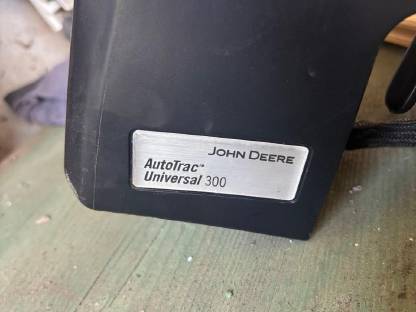 JOHN DEERE
AutoTrac™
Universal 300